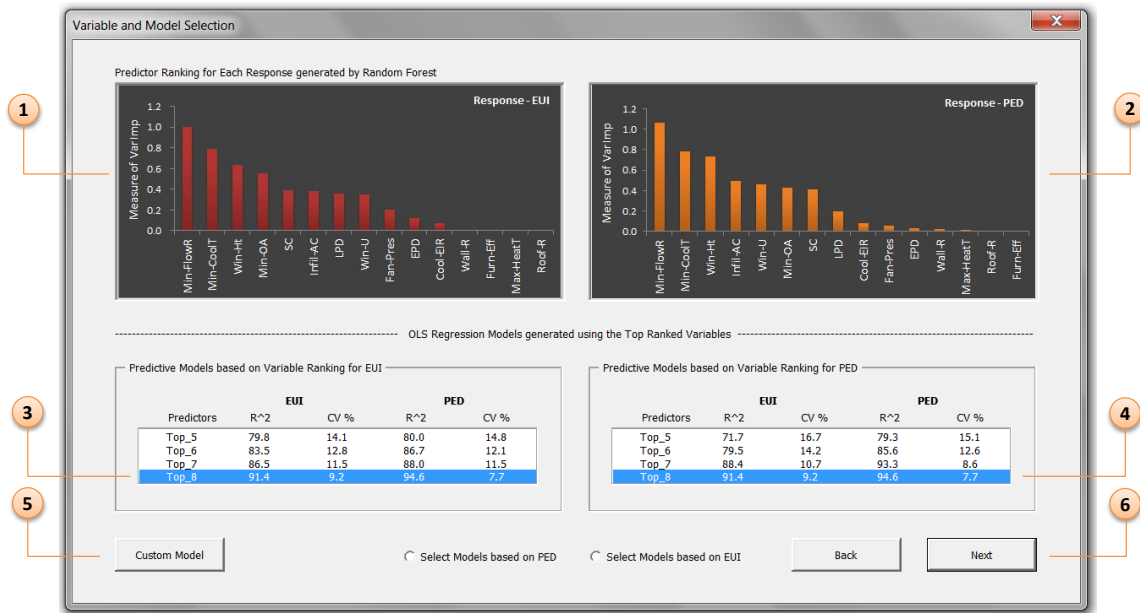 Variable and Model Selection
Predictor Ranking for Each Response generated by Random Forest
1
Response - EUI
Measure of VarImp
1.2
1.0
0.8
0.6
0.4
0.2
0.0
Min-FlowR
Min-CoolT
Win-Ht
Min-OA
SC
Infil-AC
LPD
Win-U
Fan-Pres
EPD
Cool-EIR
Wall-R
Furn-Eff
Max-HeatT
Roof-R
2
Response - PED
Measure of VarImp
1.2
1.0
0.8
0.6
0.4
0.2
0.0
Min-FlowR
Min-CoolT
Win-Ht
Infil-AC
Win-U
Min-OA
SC
LPD
Cool-EIR
Fan-Pres
EPD
Wall-R
Max-HeatT
Roof-R
Furn-Eff
OLS Regression Models generated using the Top Ranked Variables
Predictive Models based on Variable Ranking for EUI
EUI PED
Predictors R^2 CV % R^2 CV %
Top_5 79.8 14.1 80.0 14.8
Top_6 83.5 12.8 86.7 12.1
Top_7 86.5 11.5 88.0 11.5
Top_8 91.4 9.2 94.6 7.7
3
Predictive Models based on Variable Ranking for PED
EUI PED
Predictors R^2 CV % R^2 CV %
Top_5 71.7 16.7 79.3 15.1
Top_6 79.5 14.2 85.6 12.6
Top_7 88.4 10.7 93.3 8.6
Top_8 91.4 9.2 94.6 7.7
4
5
Custom Model
Select Models based on PED
Select Models based on EUI
Back
Next
6